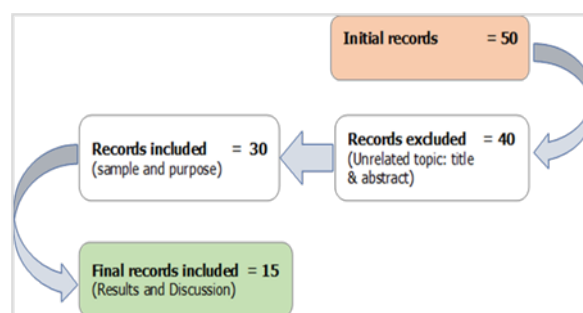 Initial records = 50
Records excluded = 40
(Unrelated topic: title
& abstract)
Records included = 30
(sample and purpose)
Final records included = 15
(Results and Discussion)